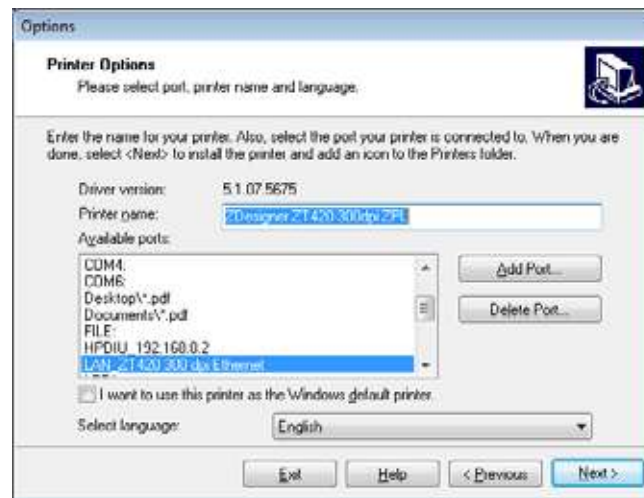 Options
Printer Options
Please select port, printer name and language.
Enter the name for your printer. Also, select the port your printer is connected to. When you are
done, select <Next> to install the printer and add an icon to the Printers folder.
Driver version: 5.1.07.5675
Printer name: ZDesigner ZT420-300dpi ZPL
Available ports:
COM4:
COM6:
Desktop\*.pdf
Documents\*.pdf
FILE:
HPDIU_192.168.0.2
LAN_ZT420 300 dpi Ethernet
Add Port...
Delete Port...
I want to use this printer as the Windows default printer.
Select language: English
Exit Help < Previous Next >